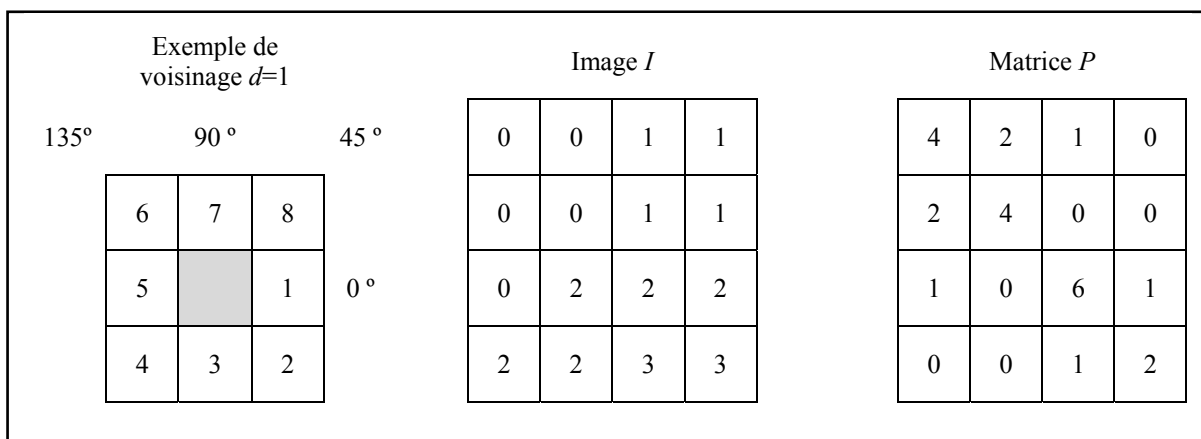 Exemple de
voisinage d=1
Image I
Matrice P
135º 90 º 45 º
6 7 8
5 1 0 º
4 3 2
0 0 1 1
0 0 1 1
0 2 2 2
2 2 3 3
4 2 1 0
2 4 0 0
1 0 6 1
0 0 1 2